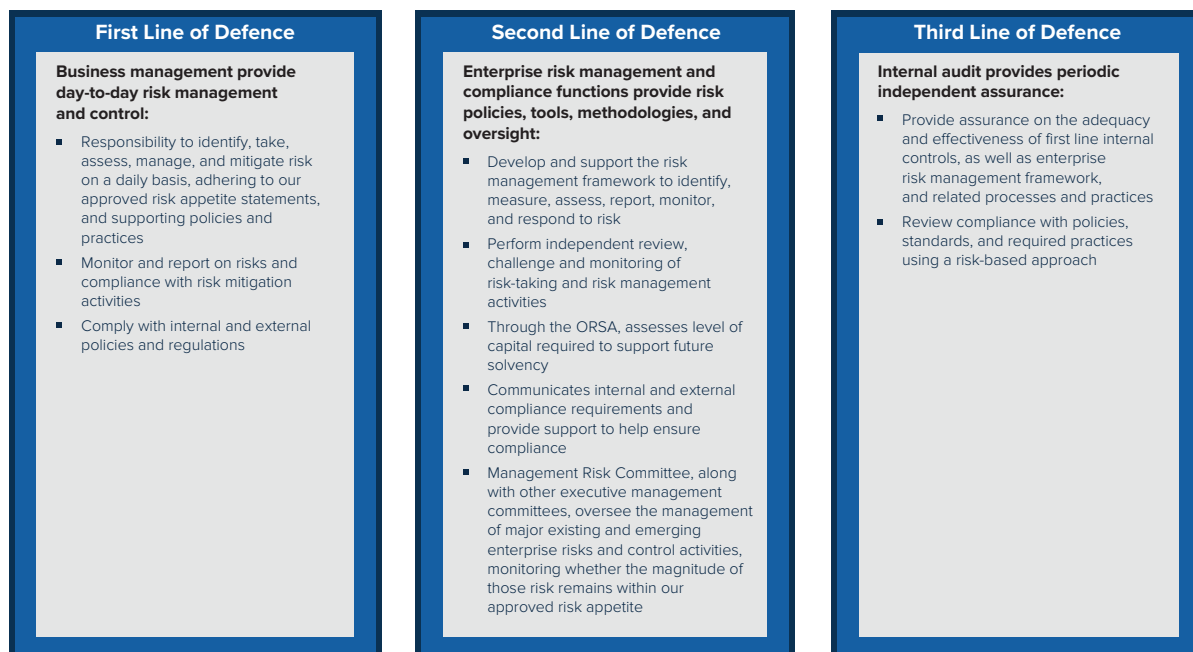 First Line of Defence
Business management provide
day-to-day risk management
and control:
Responsibility to identify, take,
assess, manage, and mitigate risk
on a daily basis, adhering to our
approved risk appetite statements,
and supporting policies and
practices
Monitor and report on risks and
compliance with risk mitigation
activities
Comply with internal and external
policies and regulations
Second Line of Defence
Enterprise risk management and
compliance functions provide risk
policies, tools, methodologies, and
oversight:
Develop and support the risk
management framework to identify,
measure, assess, report, monitor,
and respond to risk
Perform independent review,
challenge and monitoring of
risk-taking and risk management
activities
Through the ORSA, assesses level of
capital required to support future
solvency
Communicates internal and external
compliance requirements and
provide support to help ensure
compliance
Management Risk Committee, along
with other executive management
committees, oversee the management
of major existing and emerging
enterprise risks and control activities,
monitoring whether the magnitude of
those risk remains within our
approved risk appetite
Third Line of Defence
Internal audit provides periodic
independent assurance:
Provide assurance on the adequacy
and effectiveness of first line internal
controls, as well as enterprise
risk management framework,
and related processes and practices
Review compliance with policies,
standards, and required practices
using a risk-based approach